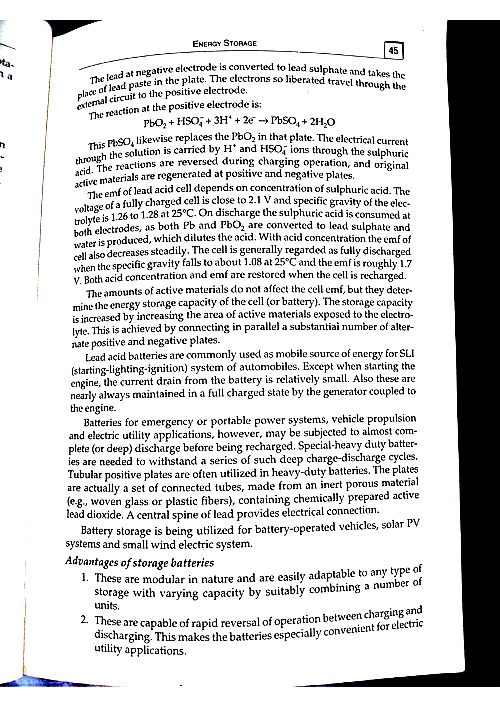 ta-
n a
n
-
e
ENERGY STORAGE
45
The lead at negative electrode is converted to lead sulphate and takes the
place of lead paste in the plate. The electrons so liberated travel through the
external circuit to the positive electrode.
The reaction at the positive electrode is:
PbO₂ + HSO₄⁻ + 3H⁺ + 2e⁻ → PbSO₄ + 2H₂O
This PbSO₄ likewise replaces the PbO₂ in that plate. The electrical current
through the solution is carried by H⁺ and HSO₄⁻ ions through the sulphuric
acid. The reactions are reversed during charging operation, and original
active materials are regenerated at positive and negative plates.
The emf of lead acid cell depends on concentration of sulphuric acid. The
voltage of a fully charged cell is close to 2.1 V and specific gravity of the elec-
trolyte is 1.26 to 1.28 at 25°C. On discharge the sulphuric acid is consumed at
both electrodes, as both Pb and PbO₂ are converted to lead sulphate and
water is produced, which dilutes the acid. With acid concentration the emf of
cell also decreases steadily. The cell is generally regarded as fully discharged
when the specific gravity falls to about 1.08 at 25°C and the emf is roughly 1.7
V. Both acid concentration and emf are restored when the cell is recharged.
The amounts of active materials do not affect the cell emf, but they deter-
mine the energy storage capacity of the cell (or battery). The storage capacity
is increased by increasing the area of active materials exposed to the electro-
lyte. This is achieved by connecting in parallel a substantial number of alter-
nate positive and negative plates.
Lead acid batteries are commonly used as mobile source of energy for SLI
(starting-lighting-ignition) system of automobiles. Except when starting the
engine, the current drain from the battery is relatively small. Also these are
nearly always maintained in a full charged state by the generator coupled to
the engine.
Batteries for emergency or portable power systems, vehicle propulsion
and electric utility applications, however, may be subjected to almost com-
plete (or deep) discharge before being recharged. Special-heavy duty batter-
ies are needed to withstand a series of such deep charge-discharge cycles.
Tubular positive plates are often utilized in heavy-duty batteries. The plates
are actually a set of connected tubes, made from an inert porous material
(e.g., woven glass or plastic fibers), containing chemically prepared active
lead dioxide. A central spine of lead provides electrical connection.
Battery storage is being utilized for battery-operated vehicles, solar PV
systems and small wind electric system.
Advantages of storage batteries
1. These are modular in nature and are easily adaptable to any type of
storage with varying capacity by suitably combining a number of
units.
2. These are capable of rapid reversal of operation between charging and
discharging. This makes the batteries especially convenient for electric
utility applications.